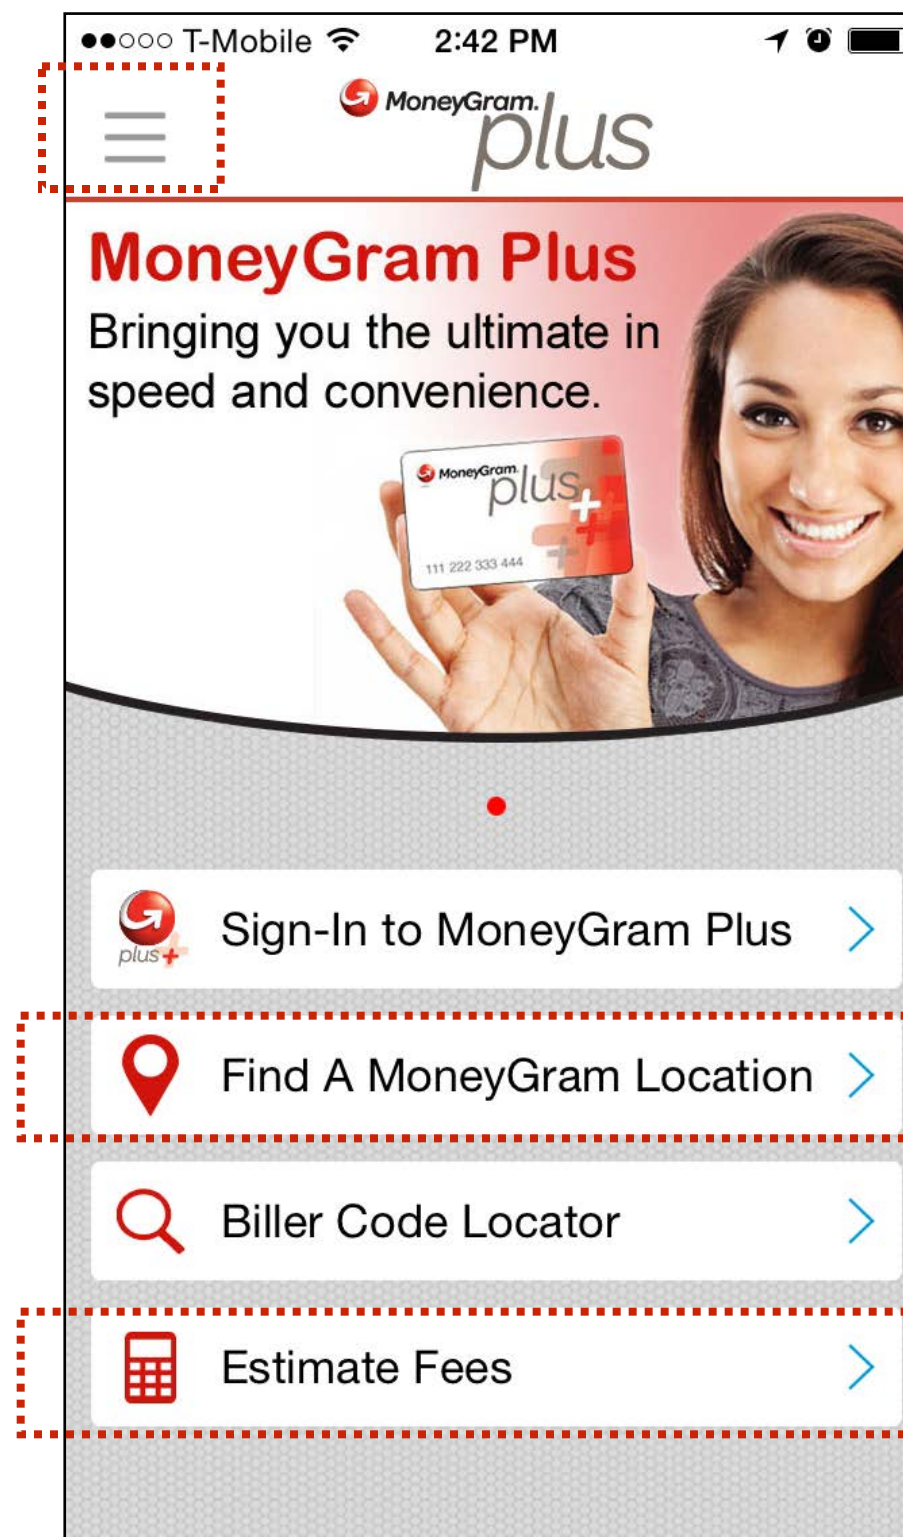 T-Mobile 2:42 PM
MoneyGram.
plus
MoneyGram Plus
Bringing you the ultimate in
speed and convenience.
MoneyGram.
plus
111 222 333 444
plus
Sign-In to MoneyGram Plus
Find A MoneyGram Location
Biller Code Locator
Estimate Fees